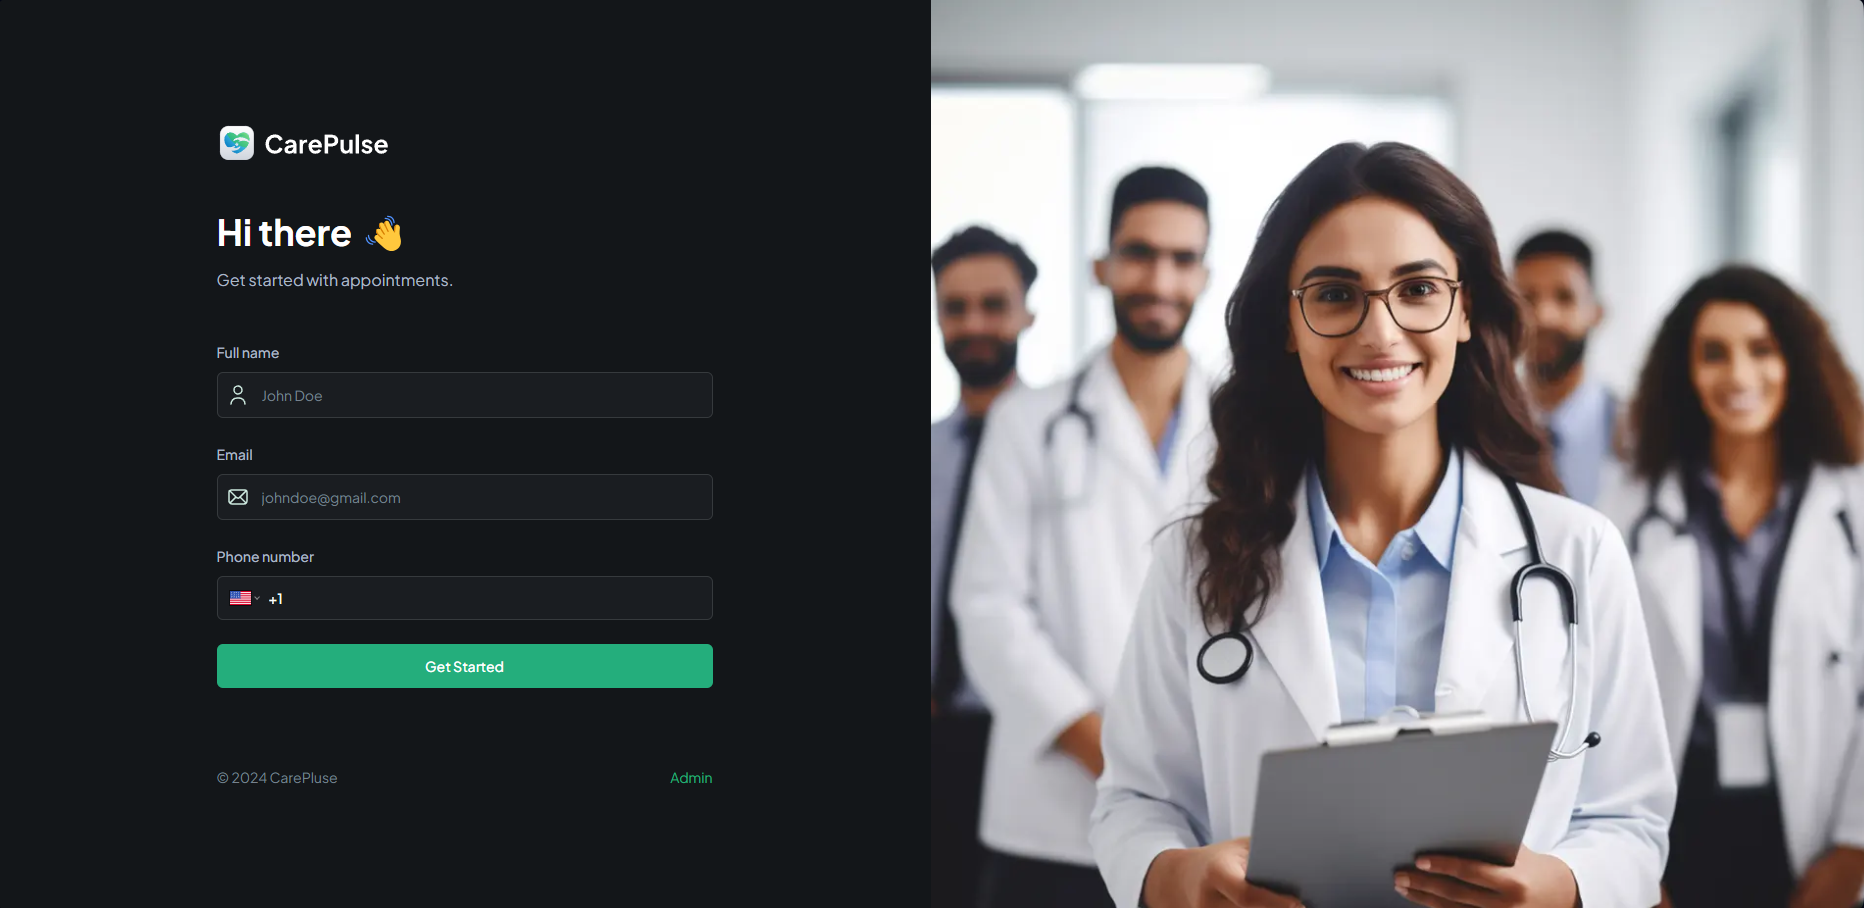 CarePulse
Hi there 👋
Get started with appointments.
Full name
John Doe
Email
johndoe@gmail.com
Phone number
+1
Get Started
© 2024 CarePluse
Admin